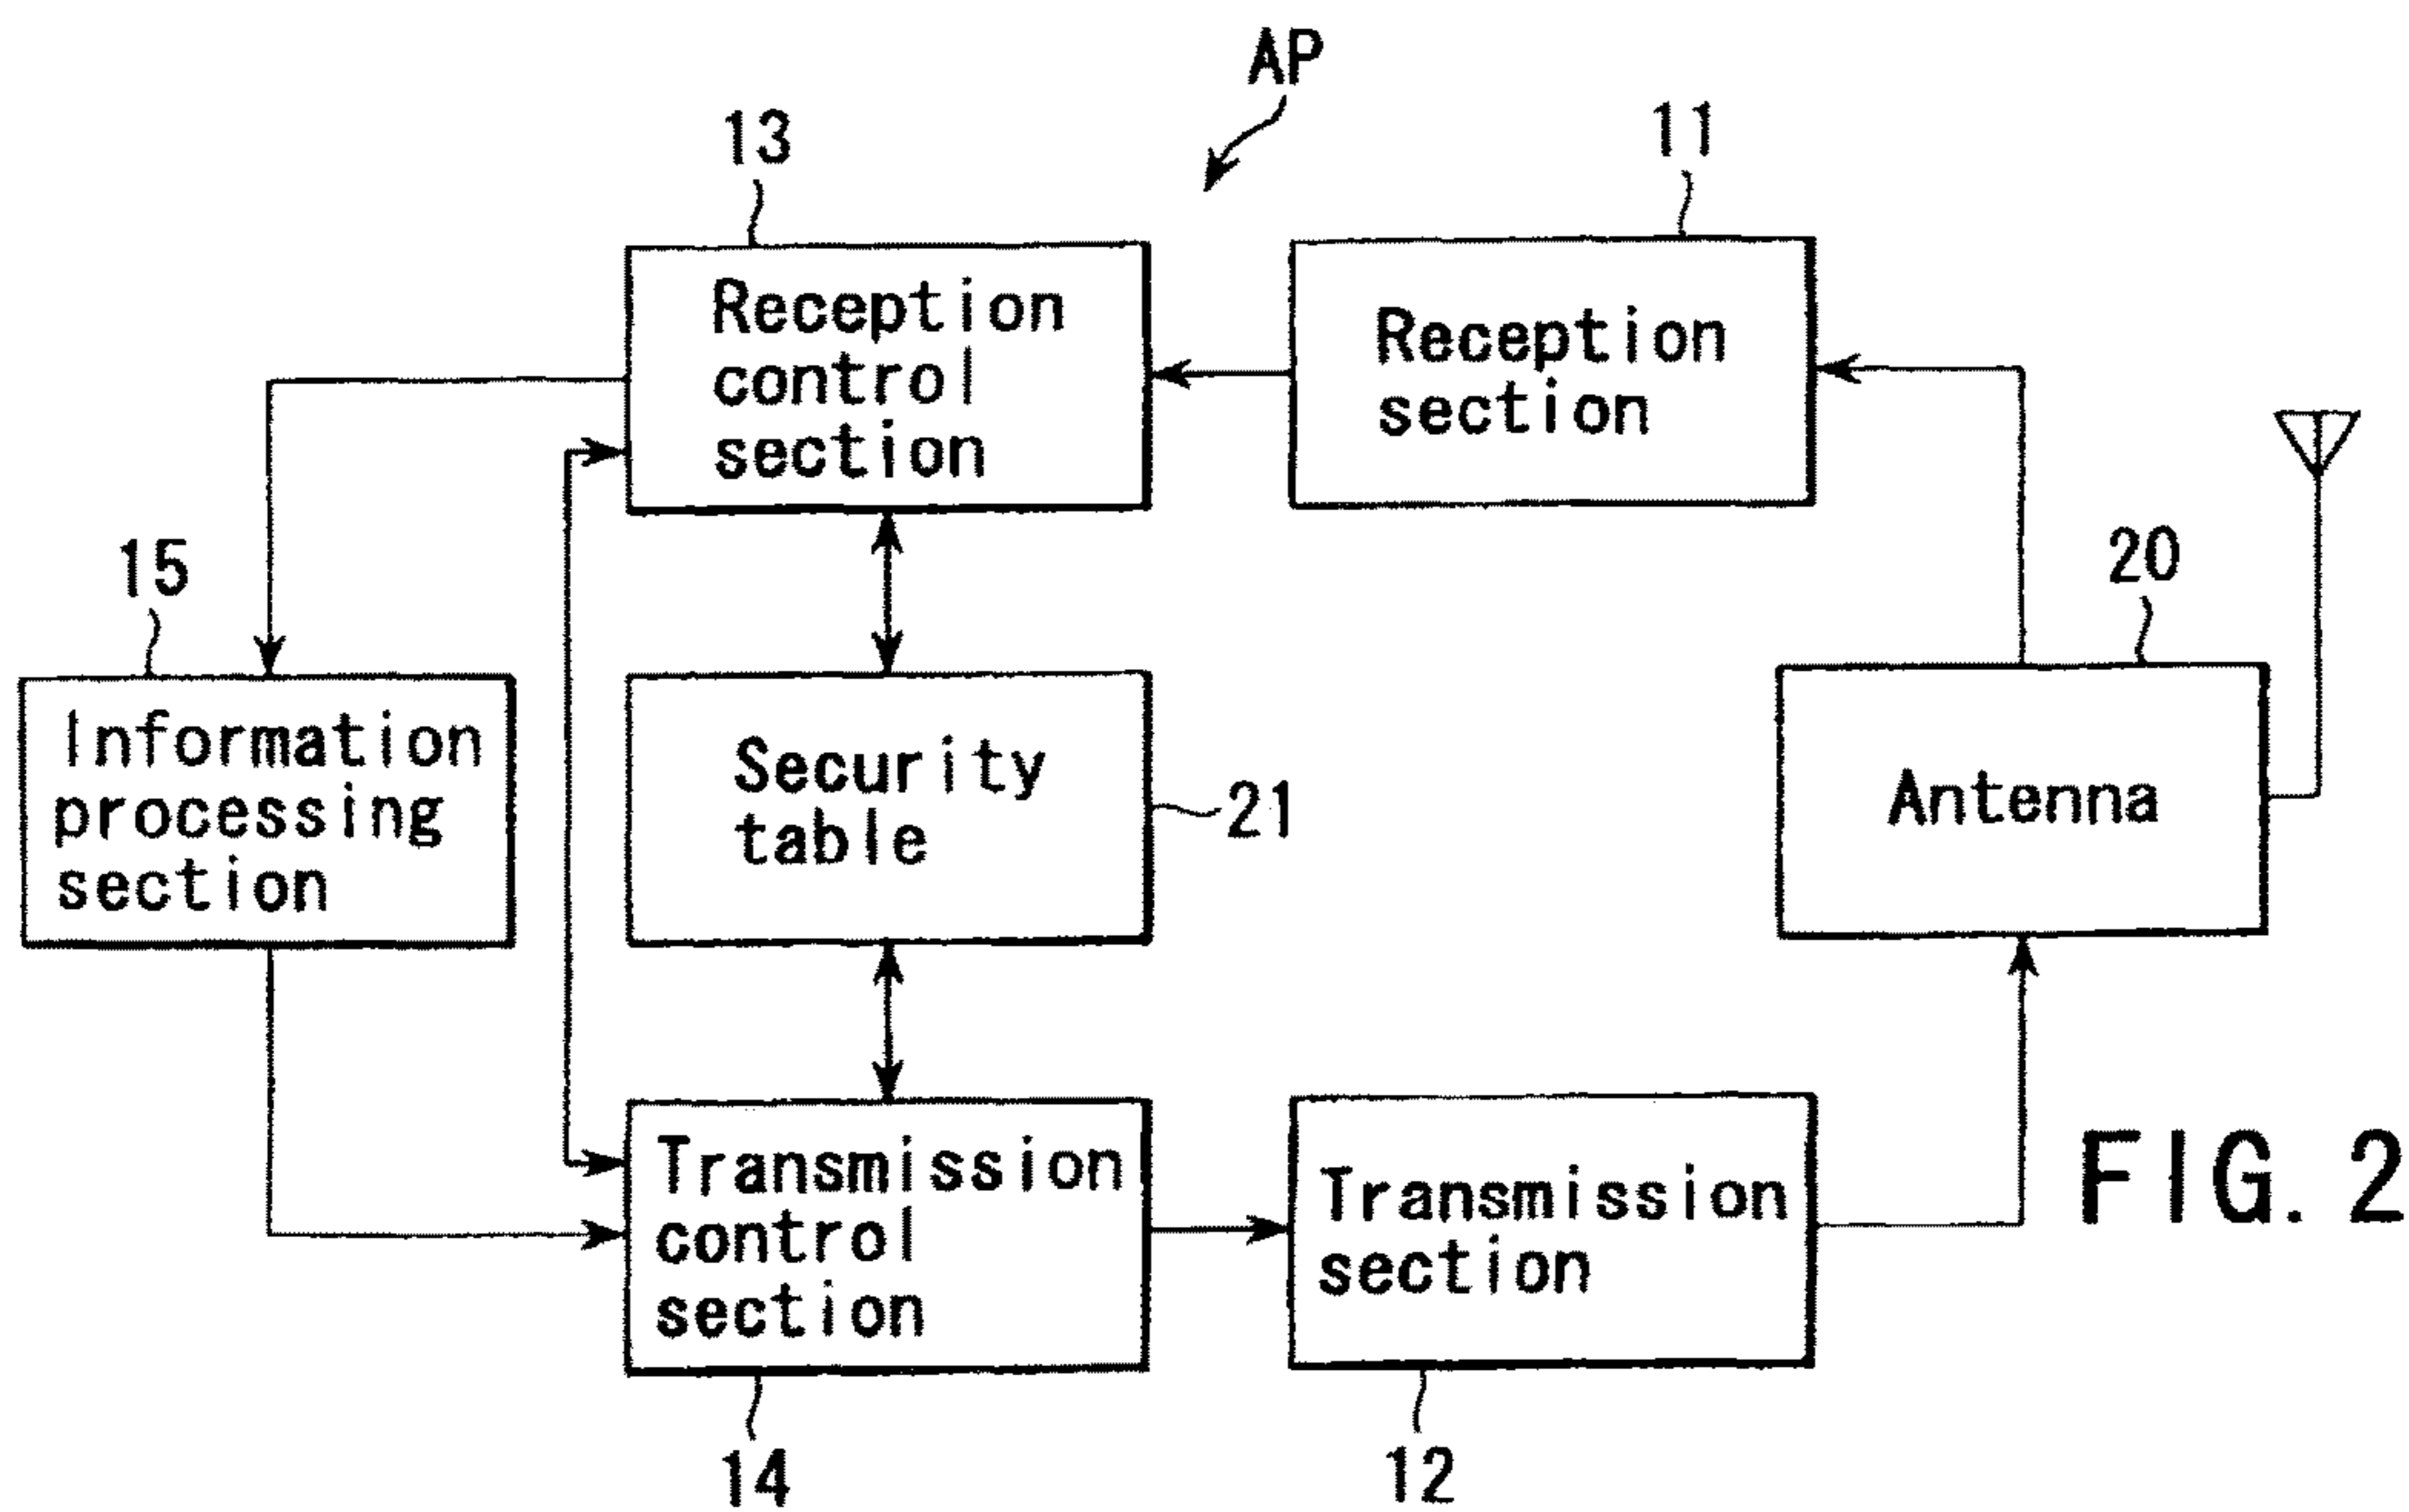 AP
13
11
Reception
control
section
Reception
section
15
20
Information
processing
section
Security
table
21
Antenna
Transmission
control
section
Transmission
section
FIG. 2
14
12